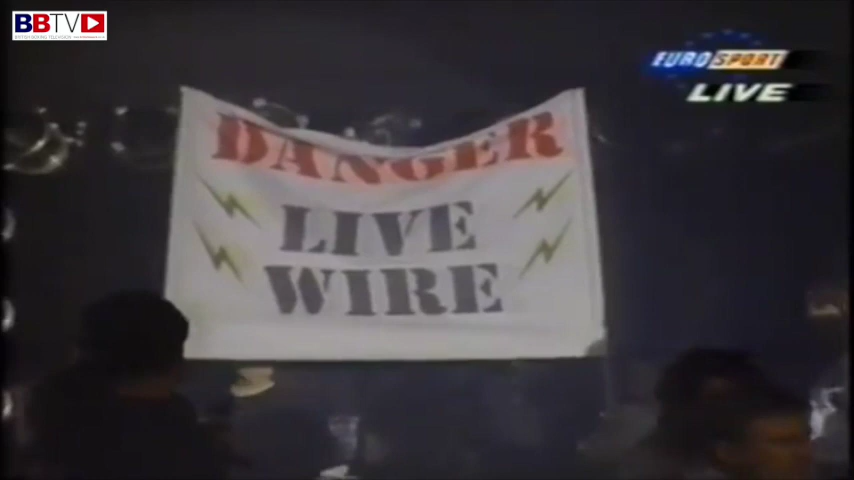 BBTV
EUROSPORT
LIVE
DANGER
LIVE
WIRE